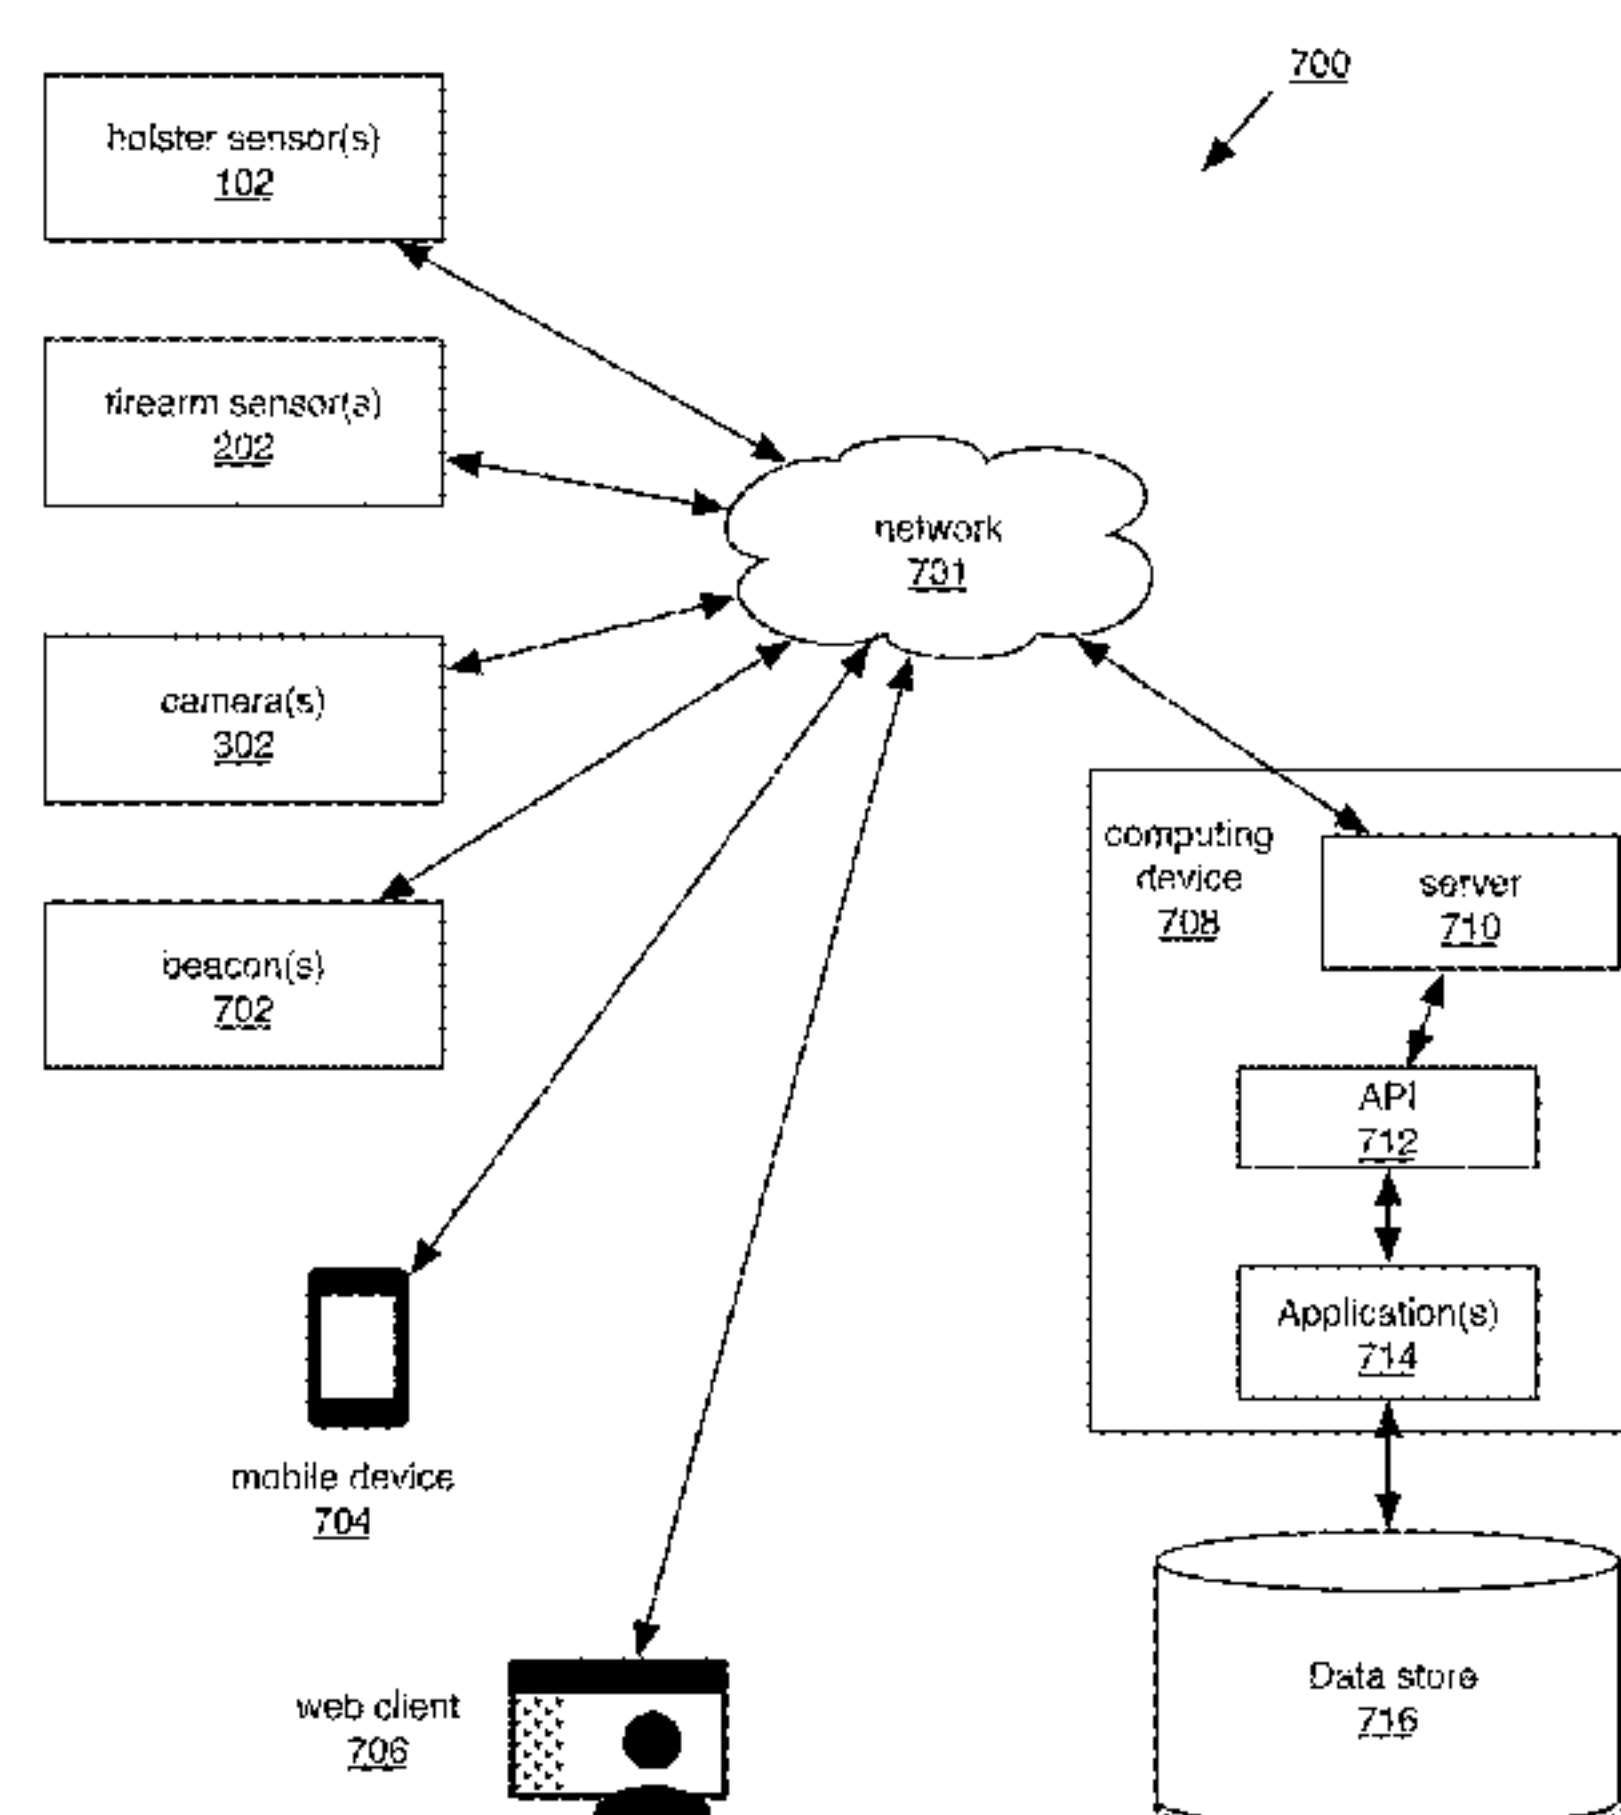 700
holster sensor(s)
102
firearm sensor(s)
202
network
701
camera(s)
302
computing
device
708
server
710
beacon(s)
702
API
712
Application(s)
714
mobile device
704
Data store
716
web client
706